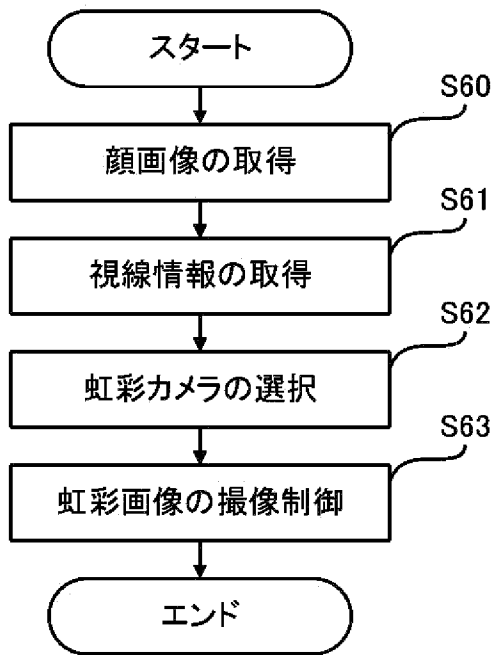 スタート
S60
顔画像の取得
S61
視線情報の取得
S62
虹彩カメラの選択
S63
虹彩画像の撮像制御
エンド